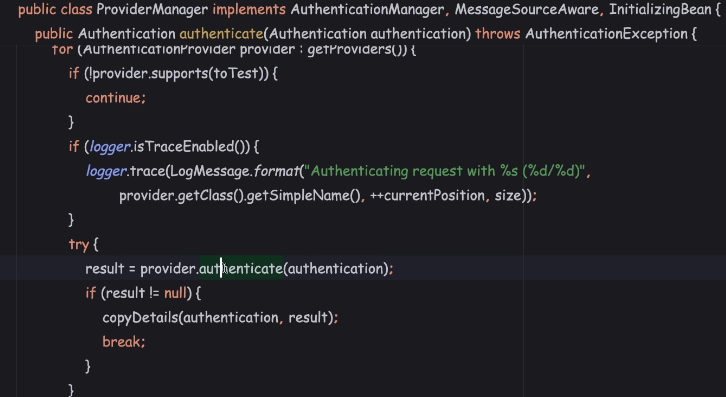 public class ProviderManager implements AuthenticationManager, MessageSourceAware, InitializingBean {
public Authentication authenticate(Authentication authentication) throws AuthenticationException {
for (AuthenticationProvider provider : getProviders()) {
if (!provider.supports(toTest)) {
continue;
}
if (logger.isTraceEnabled()) {
logger.trace(LogMessage.format("Authenticating request with %s (%d/%d)",
provider.getClass().getSimpleName(), ++currentPosition, size));
}
try {
result = provider.authenticate(authentication);
if (result != null) {
copyDetails(authentication, result);
break;
}
}